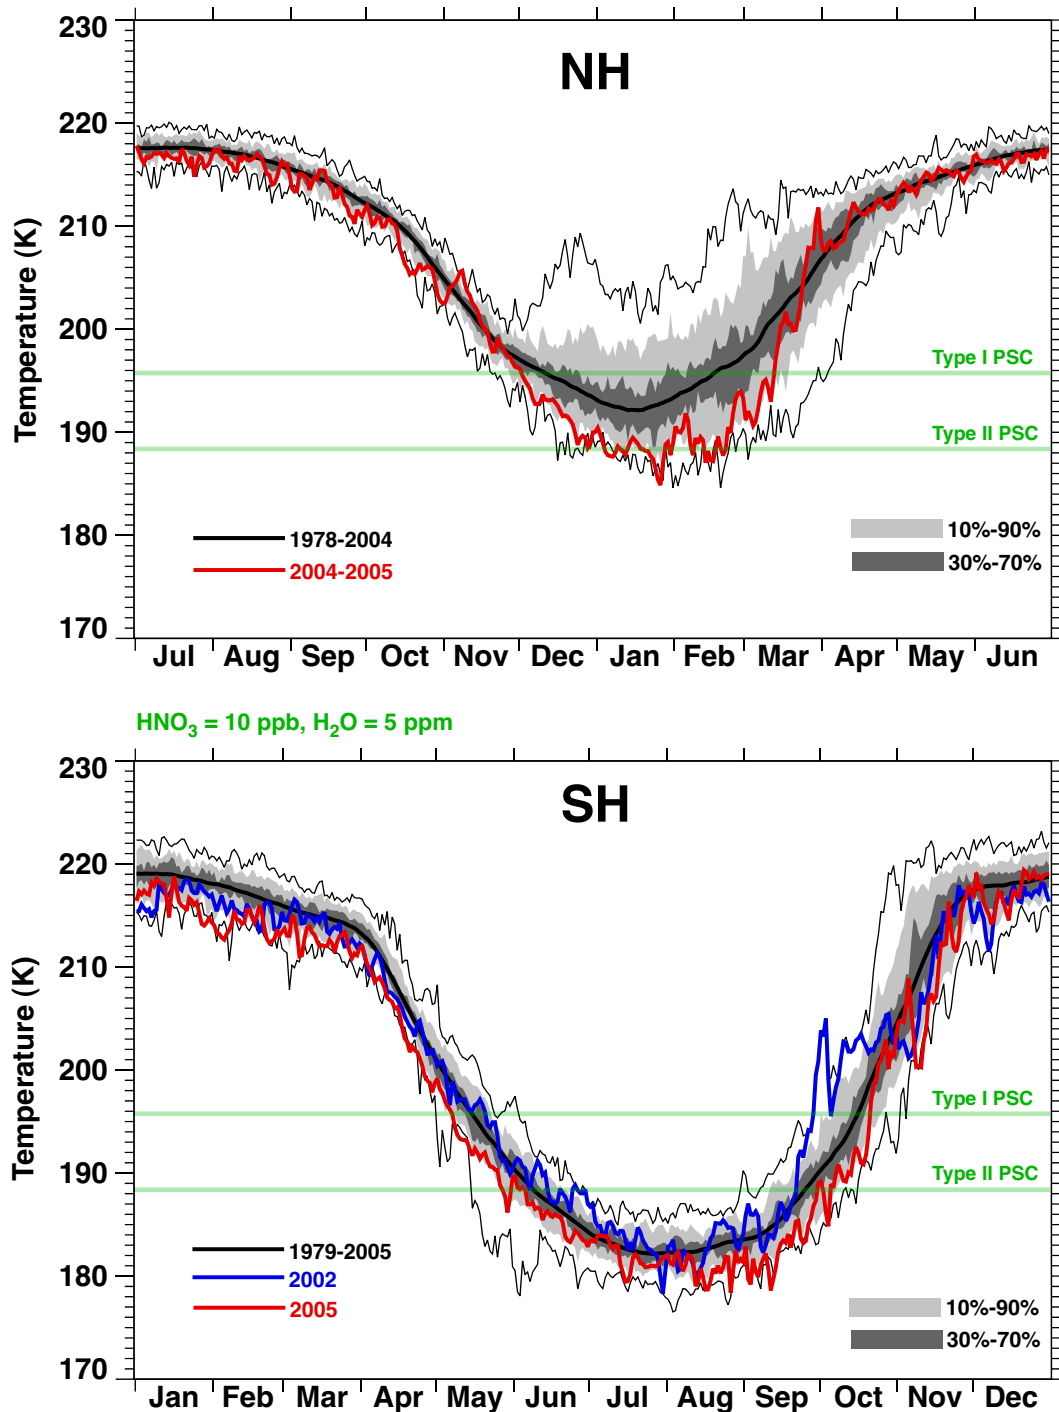 NH
Temperature (K)
230
220
210
200
190
180
170
Type I PSC
Type II PSC
1978-2004
2004-2005
10%-90%
30%-70%
Jul Aug Sep Oct Nov Dec Jan Feb Mar Apr May Jun
HNO₃ = 10 ppb, H₂O = 5 ppm
SH
Temperature (K)
230
220
210
200
190
180
170
Type I PSC
Type II PSC
1979-2005
2002
2005
10%-90%
30%-70%
Jan Feb Mar Apr May Jun Jul Aug Sep Oct Nov Dec